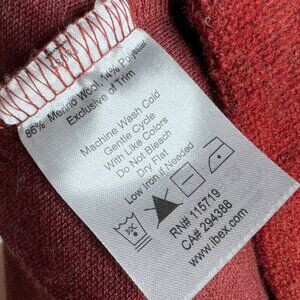 86% Merino Wool 14% Polyester
Exclusive of Trim
Machine Wash Cold
Gentle Cycle
With Like Colors
Do Not Bleach
Dry Flat
Low Iron if Needed
RN# 115719
CA# 294388
www.ibex.com